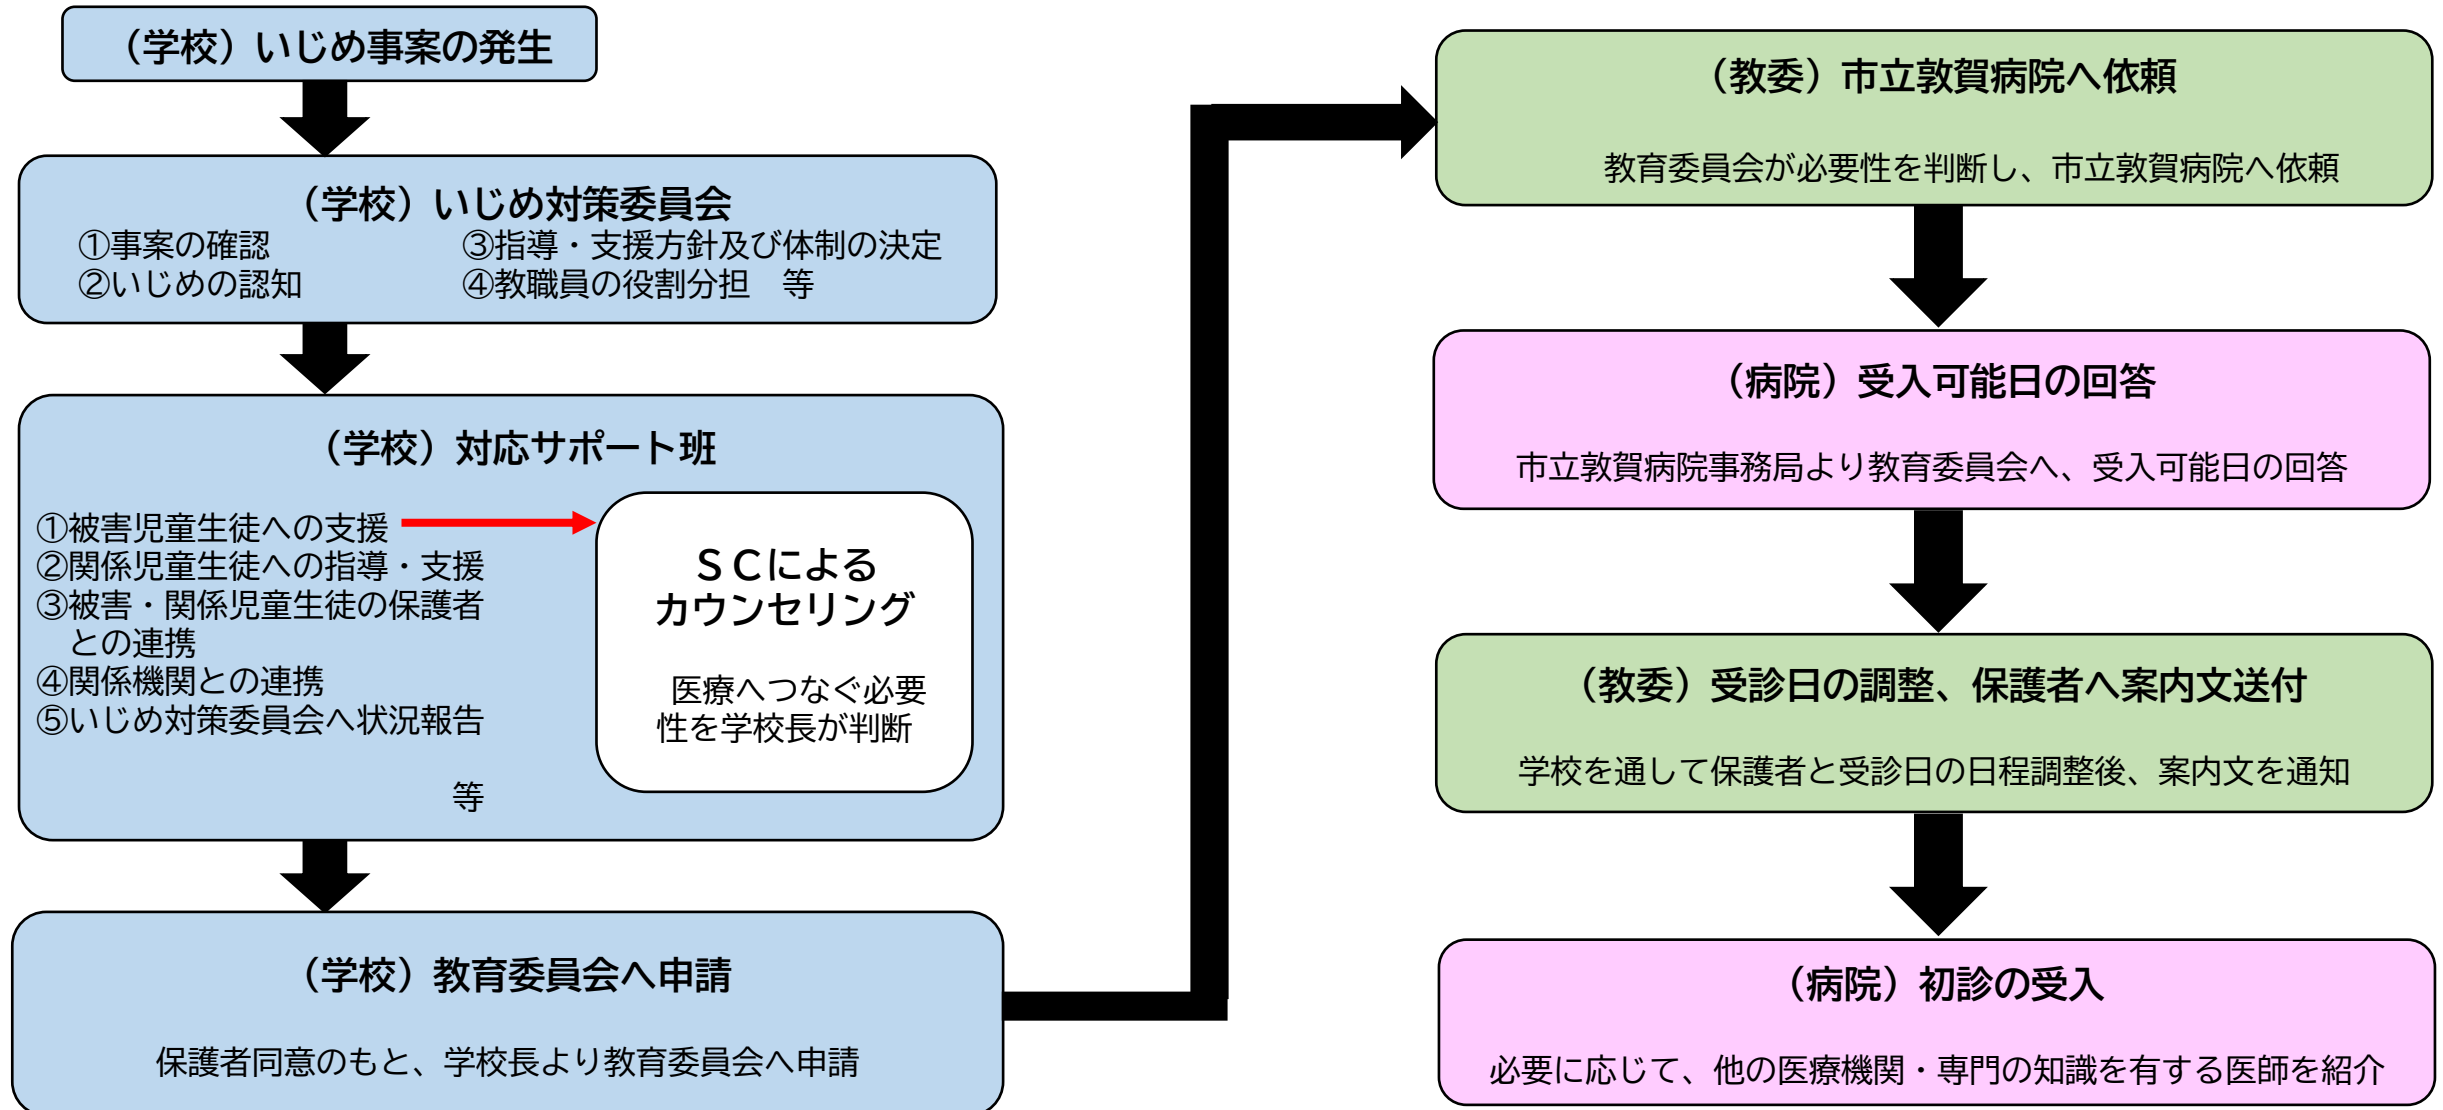 （学校）いじめ事案の発生
（学校）いじめ対策委員会
①事案の確認
②いじめの認知
③指導・支援方針及び体制の決定
④教職員の役割分担　等
（学校）対応サポート班
①被害児童生徒への支援
②関係児童生徒への指導・支援
③被害・関係児童生徒の保護者
との連携
④関係機関との連携
⑤いじめ対策委員会へ状況報告
等
ＳＣによる
カウンセリング
医療へつなぐ必要
性を学校長が判断
（学校）教育委員会へ申請
保護者同意のもと、学校長より教育委員会へ申請
（教委）市立敦賀病院へ依頼
教育委員会が必要性を判断し、市立敦賀病院へ依頼
（病院）受入可能日の回答
市立敦賀病院事務局より教育委員会へ、受入可能日の回答
（教委）受診日の調整、保護者へ案内文送付
学校を通して保護者と受診日の日程調整後、案内文を通知
（病院）初診の受入
必要に応じて、他の医療機関・専門の知識を有する医師を紹介